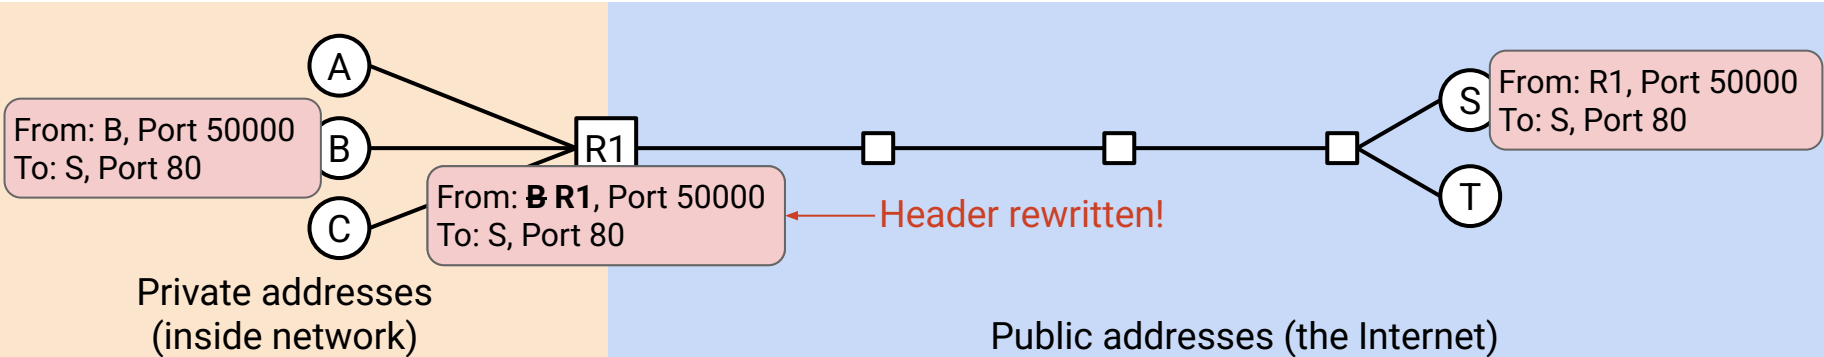 A
From: B, Port 50000
To: S, Port 80
B
C
R1
From: B R1, Port 50000
To: S, Port 80
Header rewritten!
S
From: R1, Port 50000
To: S, Port 80
T
Private addresses
(inside network)
Public addresses (the Internet)